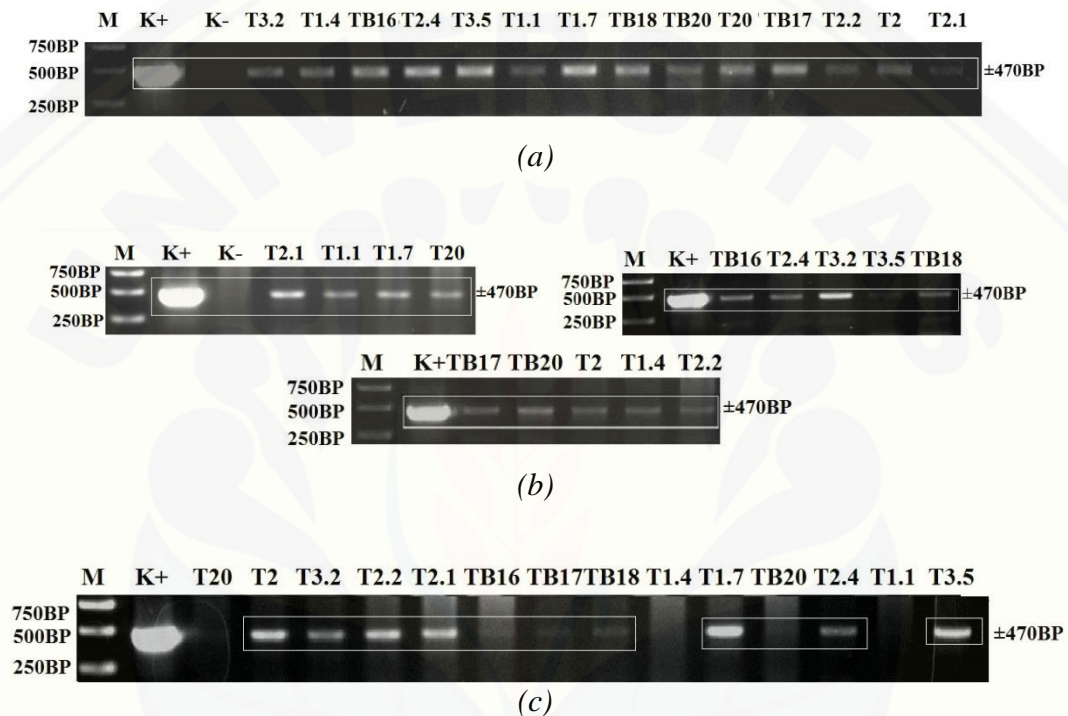 M K+ K- T3.2 T1.4 TB16 T2.4 T3.5 T1.1 T1.7 TB18 TB20 T20 TB17 T2.2 T2 T2.1
750BP
500BP
±470BP
250BP
(a)
M K+ K- T2.1 T1.1 T1.7 T20
750BP
500BP
±470BP
250BP
K+ TB16 T2.4 T3.2 T3.5 TB18
750BP
500BP
±470BP
250BP
M K+ TB17 TB20 T2 T1.4 T2.2
750BP
500BP
±470BP
250BP
(b)
M K+ T20 T2 T3.2 T2.2 T2.1 TB16 TB17 TB18 T1.4 T1.7 TB20 T2.4 T1.1 T3.5
750BP
500BP
±470BP
250BP
(c)
UNIVERSITAS